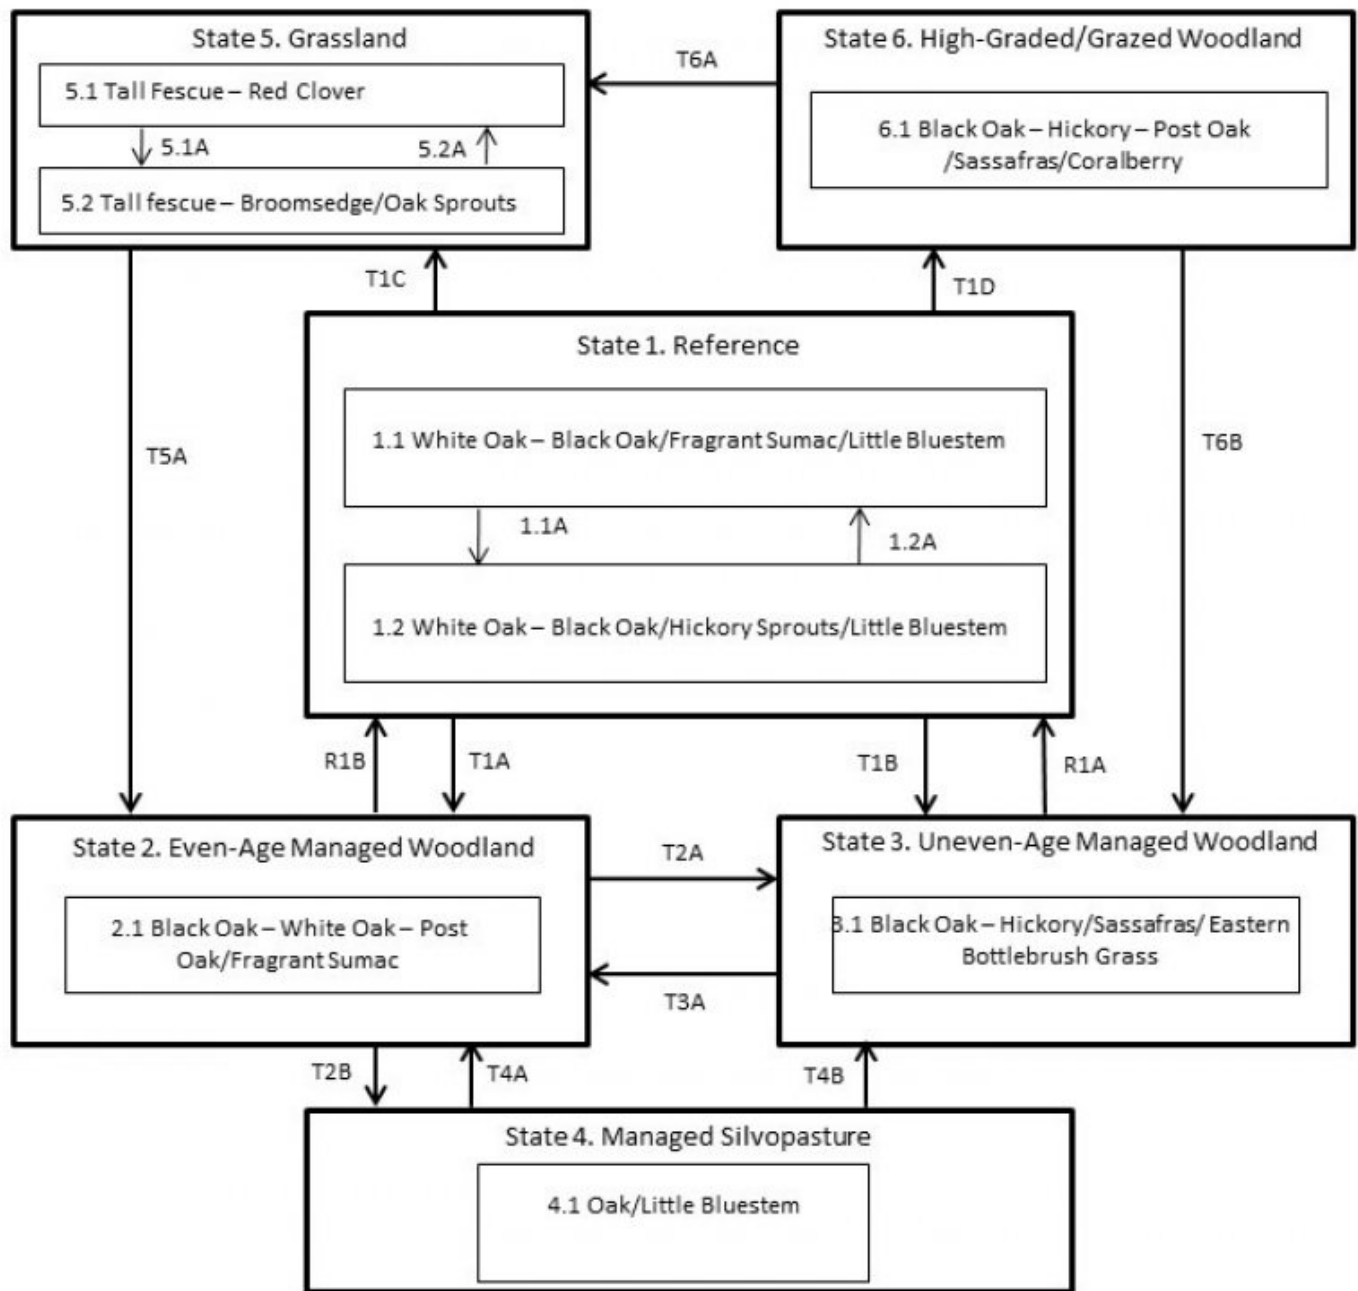 State 5. Grassland
5.1 Tall Fescue – Red Clover
5.1A
5.2A
5.2 Tall fescue – Broomsedge/Oak Sprouts
T6A
State 6. High-Graded/Grazed Woodland
6.1 Black Oak – Hickory – Post Oak
/Sassafras/Coralberry
T1C
T1D
State 1. Reference
1.1 White Oak – Black Oak/Fragrant Sumac/Little Bluestem
1.1A
1.2A
1.2 White Oak – Black Oak/Hickory Sprouts/Little Bluestem
T5A
T6B
R1B
T1A
T1B
R1A
State 2. Even-Age Managed Woodland
2.1 Black Oak – White Oak – Post
Oak/Fragrant Sumac
T2A
T3A
State 3. Uneven-Age Managed Woodland
3.1 Black Oak – Hickory/Sassafras/ Eastern
Bottlebrush Grass
T2B
T4A
T4B
State 4. Managed Silvopasture
4.1 Oak/Little Bluestem